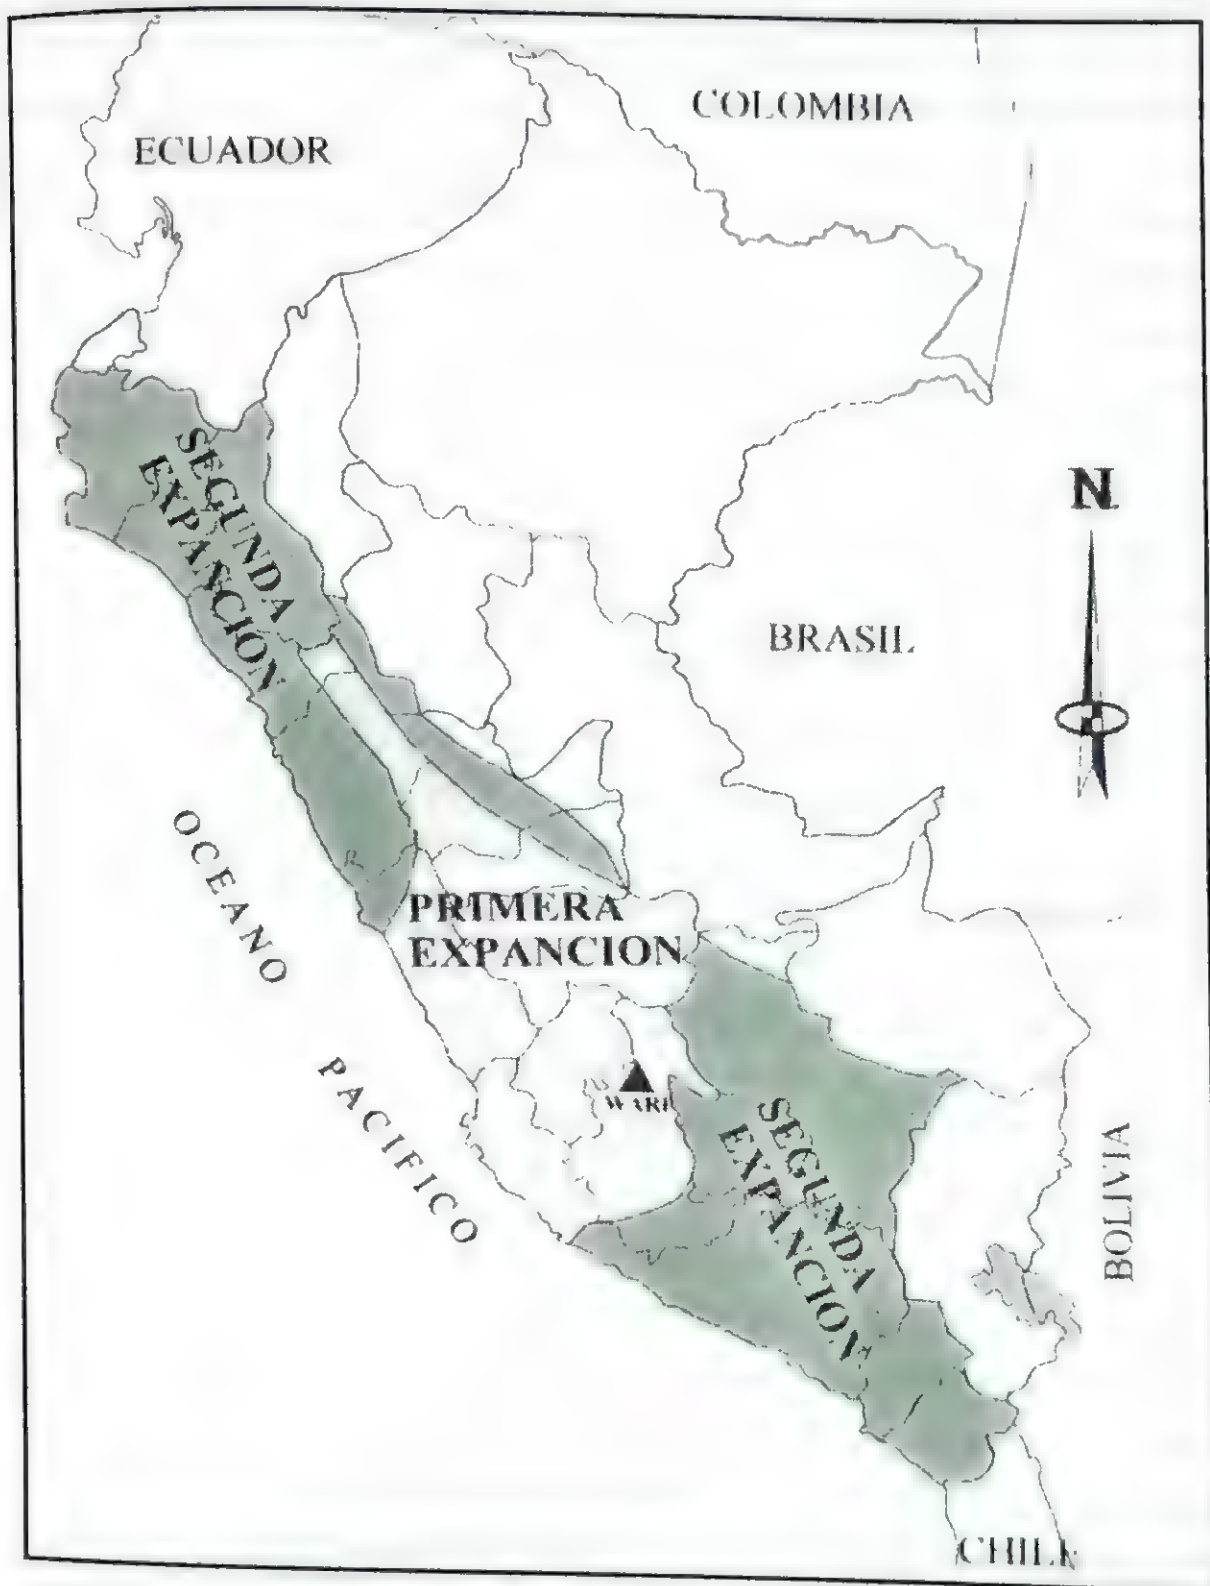 COLOMBIA
ECUADOR
SEGUNDA
EXPANCION
N
BRASIL
OCEANO
PACIFICO
PRIMERA
EXPANCION
WARI
SEGUNDA
EXPANCION
BOLIVIA
CHILE